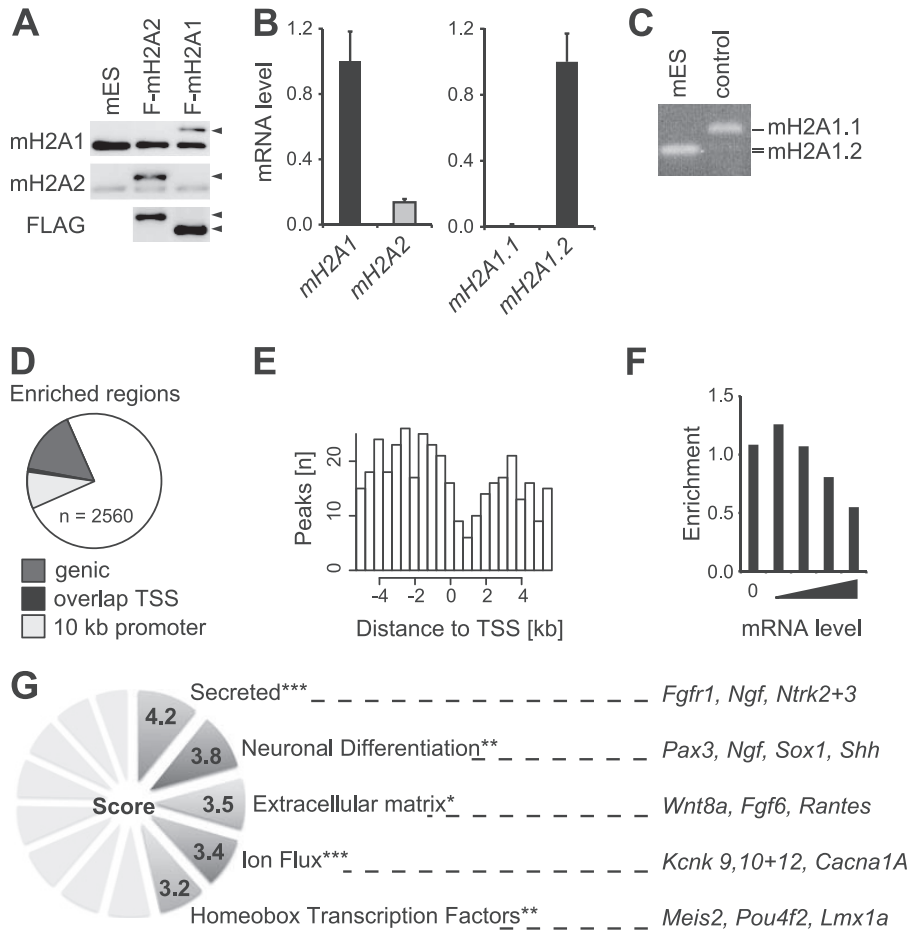 A
mES
F-mH2A2
F-mH2A1
mH2A1
mH2A2
FLAG
B
mRNA level
1.2
0.8
0.4
0.0
mH2A1
mH2A2
1.2
0.8
0.4
0.0
mH2A1.1
mH2A1.2
C
mES
control
mH2A1.1
mH2A1.2
D
Enriched regions
n = 2560
genic
overlap TSS
10 kb promoter
E
Peaks [n]
20
10
0
-4 -2 0 2 4
Distance to TSS [kb]
F
Enrichment
1.5
1.0
0.5
0.0
0
mRNA level
G
Score
4.2
3.8
3.5
3.4
3.2
Secreted*** Fgfr1, Ngf, Ntrk2+3
Neuronal Differentiation** Pax3, Ngf, Sox1, Shh
Extracellular matrix* Wnt8a, Fgf6, Rantes
Ion Flux*** Kcnk 9,10+12, Cacna1A
Homeobox Transcription Factors** Meis2, Pou4f2, Lmx1a